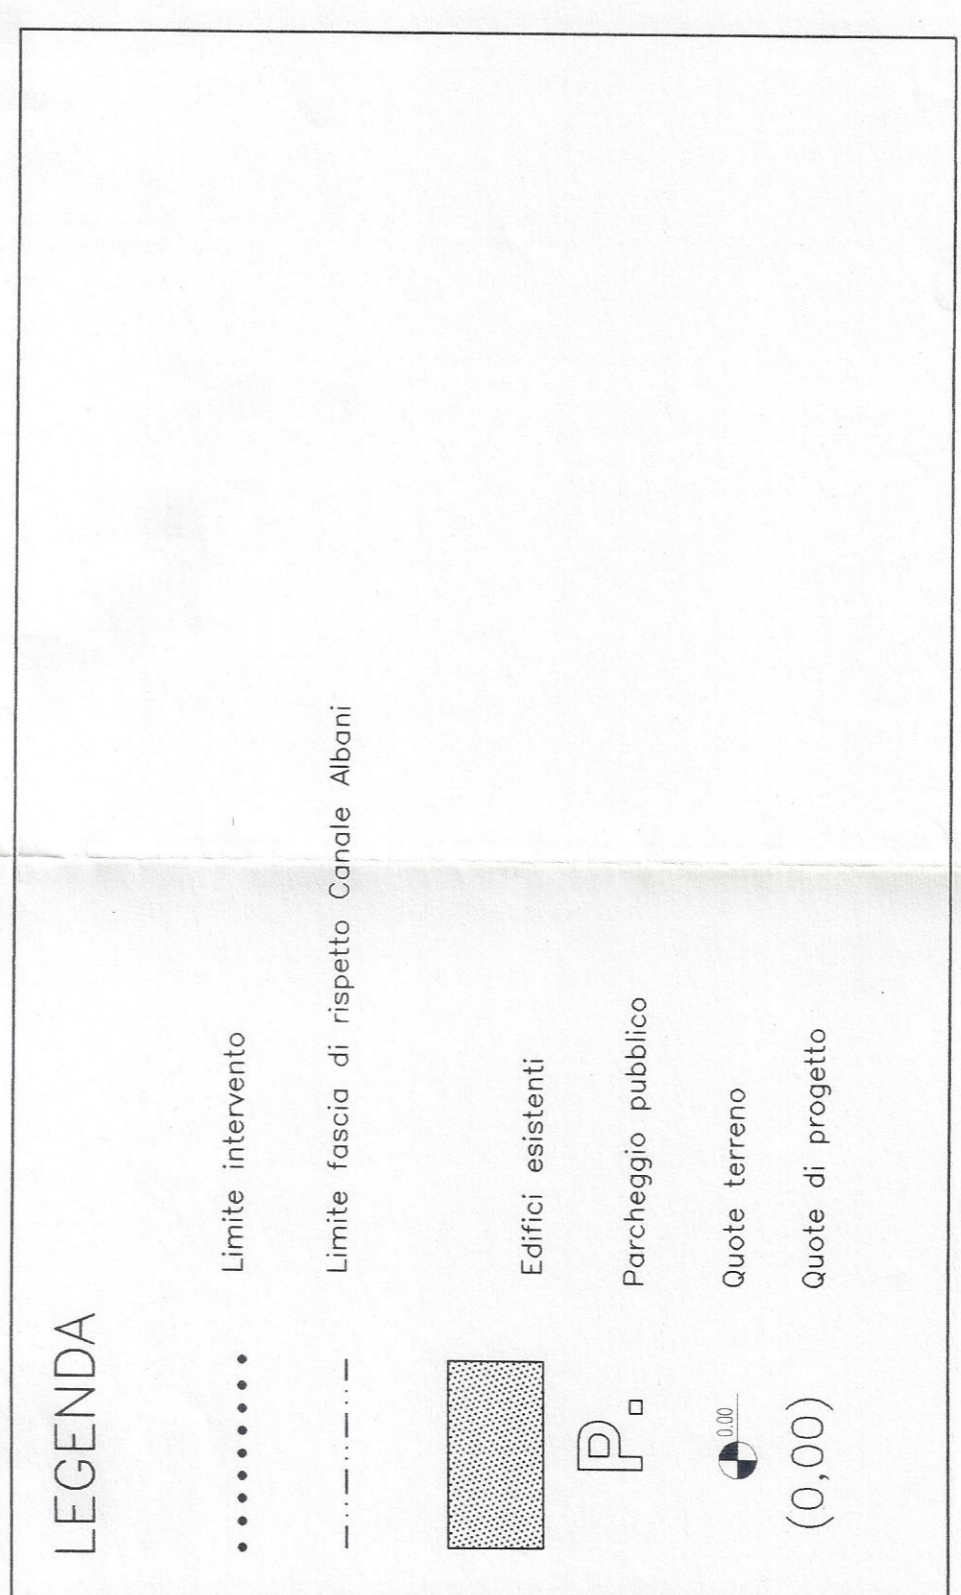 LEGENDA
Limite intervento
Limite fascia di rispetto Canale Albani
Edifici esistenti
P. Parcheggio pubblico
0.00 Quote terreno
(0,00) Quote di progetto